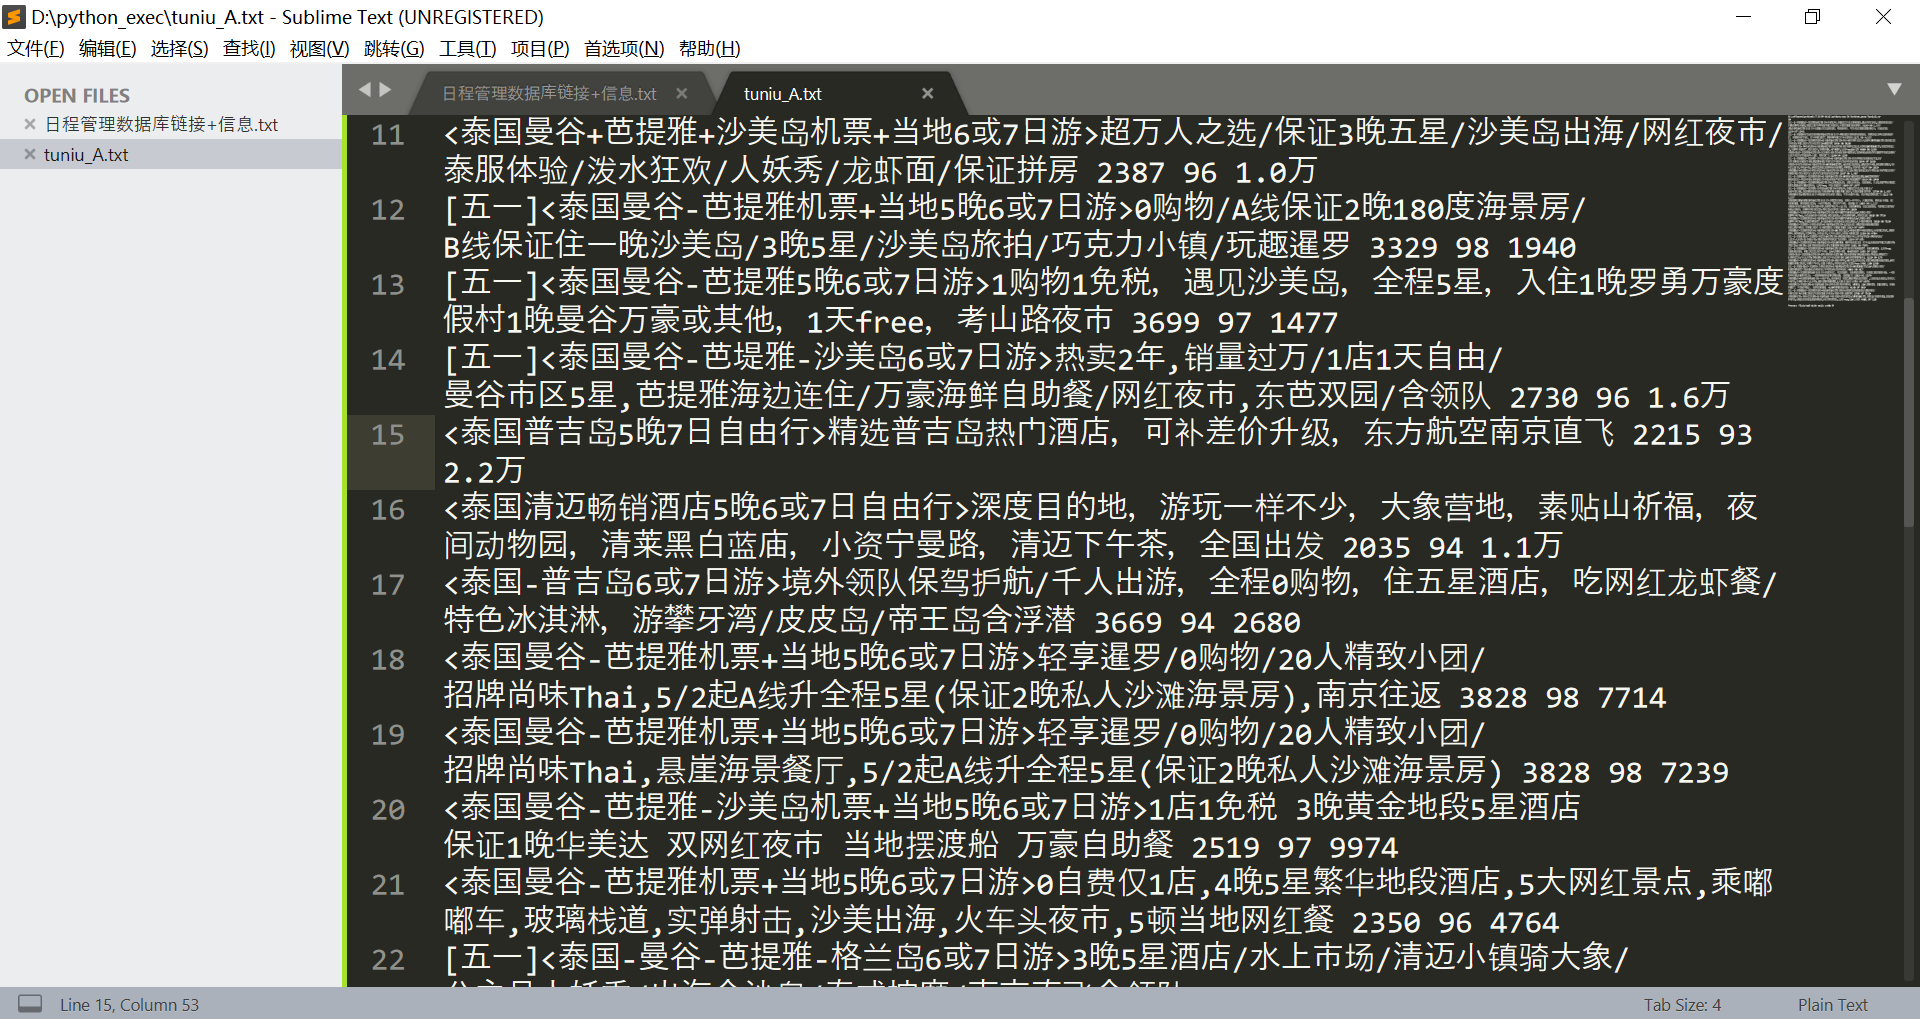 D:\python_exec\tuniu_A.txt - Sublime Text (UNREGISTERED)
文件(F) 编辑(E) 选择(S) 查找(I) 视图(V) 跳转(G) 工具(T) 项目(P) 首选项(N) 帮助(H)
OPEN FILES
日程管理数据库链接+信息.txt
tuniu_A.txt
日程管理数据库链接+信息.txt
tuniu_A.txt
11 <泰国曼谷+芭提雅+沙美岛机票+当地6或7日游>超万人之选/保证3晚五星/沙美岛出海/网红夜市/
泰服体验/泼水狂欢/人妖秀/龙虾面/保证拼房 2387 96 1.0万
12 [五一]<泰国曼谷-芭提雅机票+当地5晚6或7日游>0购物/A线保证2晚180度海景房/
B线保证住一晚沙美岛/3晚5星/沙美岛旅拍/巧克力小镇/玩趣暹罗 3329 98 1940
13 [五一]<泰国曼谷-芭提雅5晚6或7日游>1购物1免税，遇见沙美岛，全程5星，入住1晚罗勇万豪度
假村1晚曼谷万豪或其他，1天free，考山路夜市 3699 97 1477
14 [五一]<泰国曼谷-芭堤雅-沙美岛6或7日游>热卖2年,销量过万/1店1天自由/
曼谷市区5星,芭提雅海边连住/万豪海鲜自助餐/网红夜市,东芭双园/含领队 2730 96 1.6万
15 <泰国普吉岛5晚7日自由行>精选普吉岛热门酒店，可补差价升级，东方航空南京直飞 2215 93
2.2万
16 <泰国清迈畅销酒店5晚6或7日自由行>深度目的地，游玩一样不少，大象营地，素贴山祈福，夜
间动物园，清莱黑白蓝庙，小资宁曼路，清迈下午茶，全国出发 2035 94 1.1万
17 <泰国-普吉岛6或7日游>境外领队保驾护航/千人出游，全程0购物，住五星酒店，吃网红龙虾餐/
特色冰淇淋，游攀牙湾/皮皮岛/帝王岛含浮潜 3669 94 2680
18 <泰国曼谷-芭提雅机票+当地5晚6或7日游>轻享暹罗/0购物/20人精致小团/
招牌尚味Thai,5/2起A线升全程5星(保证2晚私人沙滩海景房),南京往返 3828 98 7714
19 <泰国曼谷-芭提雅机票+当地5晚6或7日游>轻享暹罗/0购物/20人精致小团/
招牌尚味Thai,悬崖海景餐厅,5/2起A线升全程5星(保证2晚私人沙滩海景房) 3828 98 7239
20 <泰国曼谷-芭提雅-沙美岛机票+当地5晚6或7日游>1店1免税 3晚黄金地段5星酒店
保证1晚华美达 双网红夜市 当地摆渡船 万豪自助餐 2519 97 9974
21 <泰国曼谷-芭提雅机票+当地5晚6或7日游>0自费仅1店,4晚5星繁华地段酒店,5大网红景点,乘嘟
嘟车,玻璃栈道,实弹射击,沙美出海,火车头夜市,5顿当地网红餐 2350 96 4764
22 [五一]<泰国-曼谷-芭提雅-格兰岛6或7日游>3晚5星酒店/水上市场/清迈小镇骑大象/
Line 15, Column 53
Tab Size: 4
Plain Text